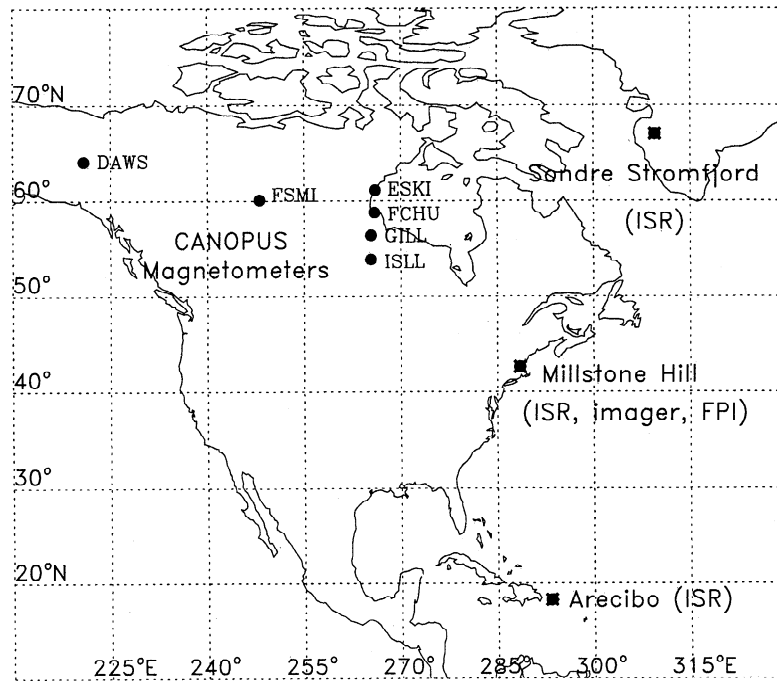 70°N
DAWS
Sondre Stromfjord
(ISR)
60°
FSMI
ESKI
FCHU
GILL
ISLL
CANOPUS
Magnetometers
50°
40°
Millstone Hill
(ISR, imager, FPI)
30°
20°N
Arecibo (ISR)
225°E
240°
255°
270°
285°
300°
315°E